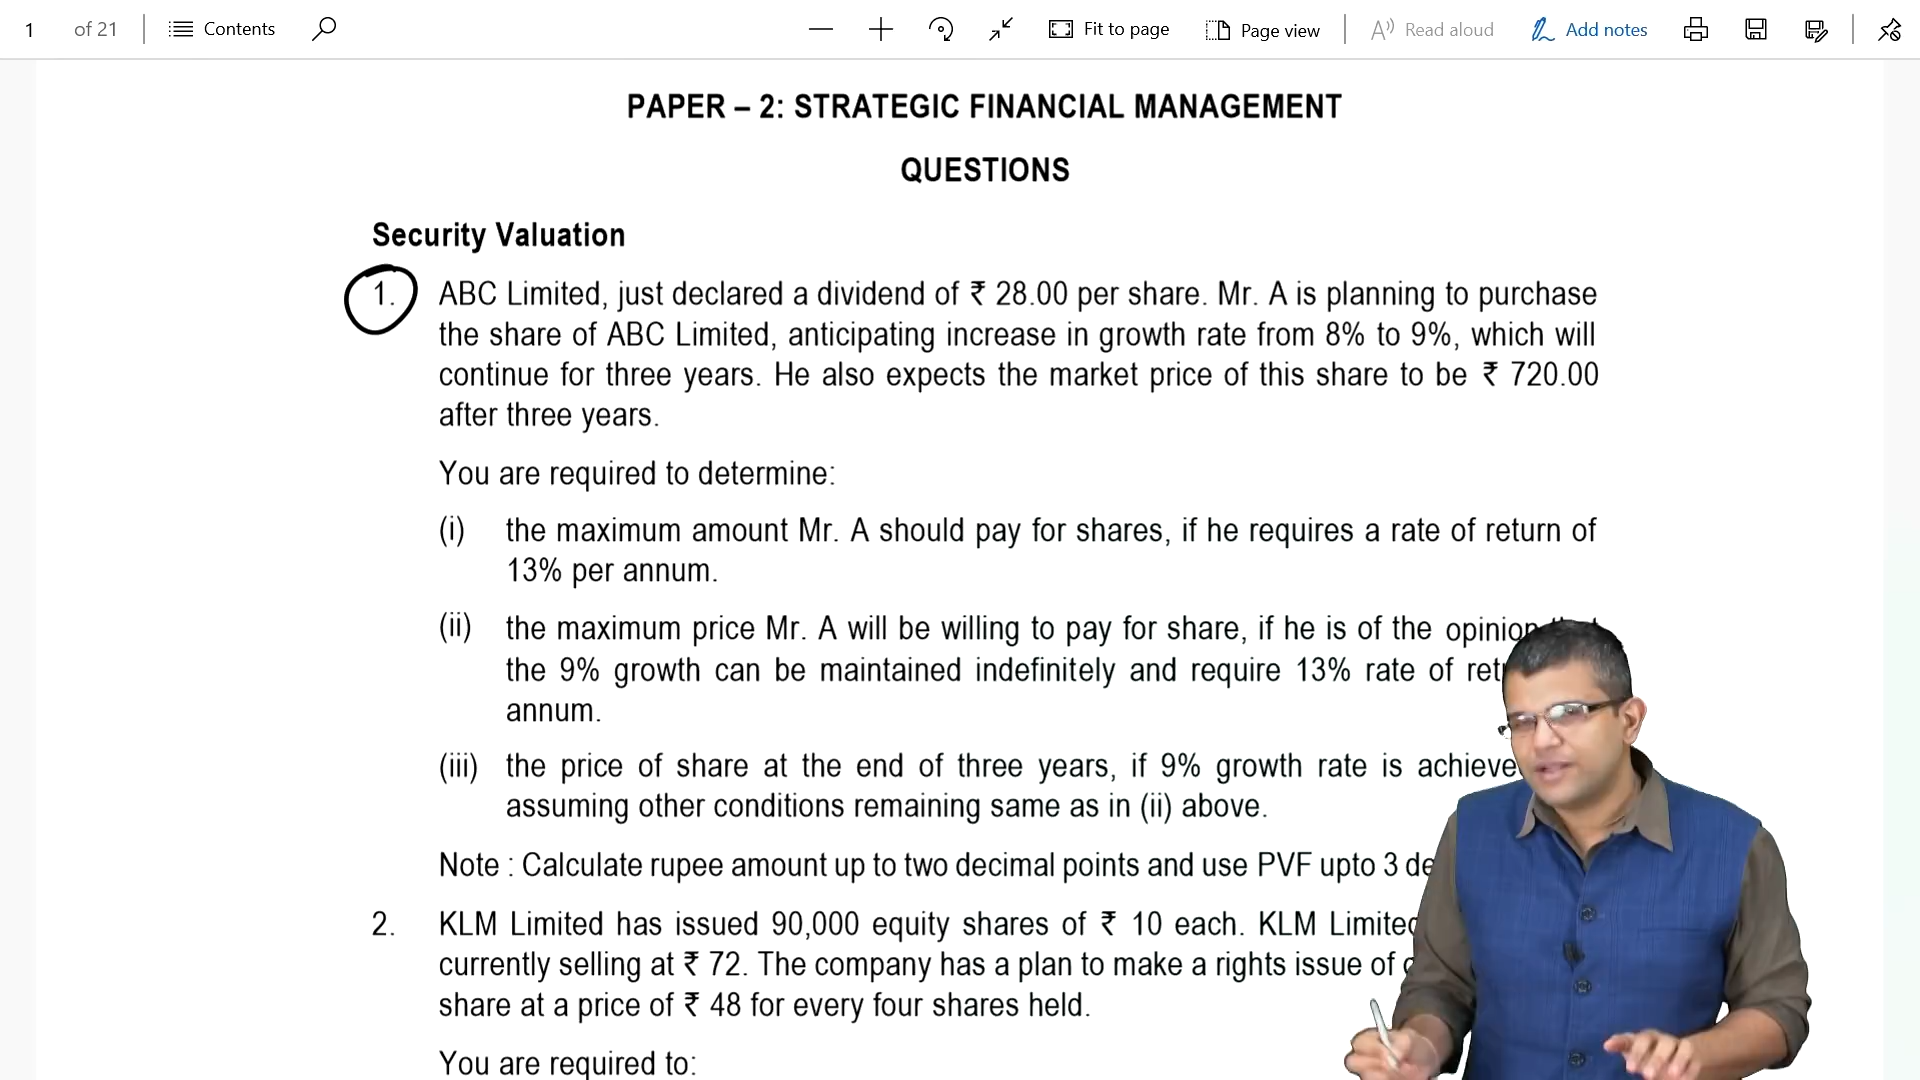 1 of 21 Contents Fit to page Page view Read aloud Add notes
PAPER – 2: STRATEGIC FINANCIAL MANAGEMENT
QUESTIONS
Security Valuation
1. ABC Limited, just declared a dividend of ₹ 28.00 per share. Mr. A is planning to purchase
the share of ABC Limited, anticipating increase in growth rate from 8% to 9%, which will
continue for three years. He also expects the market price of this share to be ₹ 720.00
after three years.
You are required to determine:
(i) the maximum amount Mr. A should pay for shares, if he requires a rate of return of
13% per annum.
(ii) the maximum price Mr. A will be willing to pay for share, if he is of the opinion
the 9% growth can be maintained indefinitely and require 13% rate of
annum.
(iii) the price of share at the end of three years, if 9% growth rate is
assuming other conditions remaining same as in (ii) above.
Note : Calculate rupee amount up to two decimal points and use PVF upto 3
2. KLM Limited has issued 90,000 equity shares of ₹ 10 each. KLM Limited
currently selling at ₹ 72. The company has a plan to make a rights issue of
share at a price of ₹ 48 for every four shares held.
You are required to: